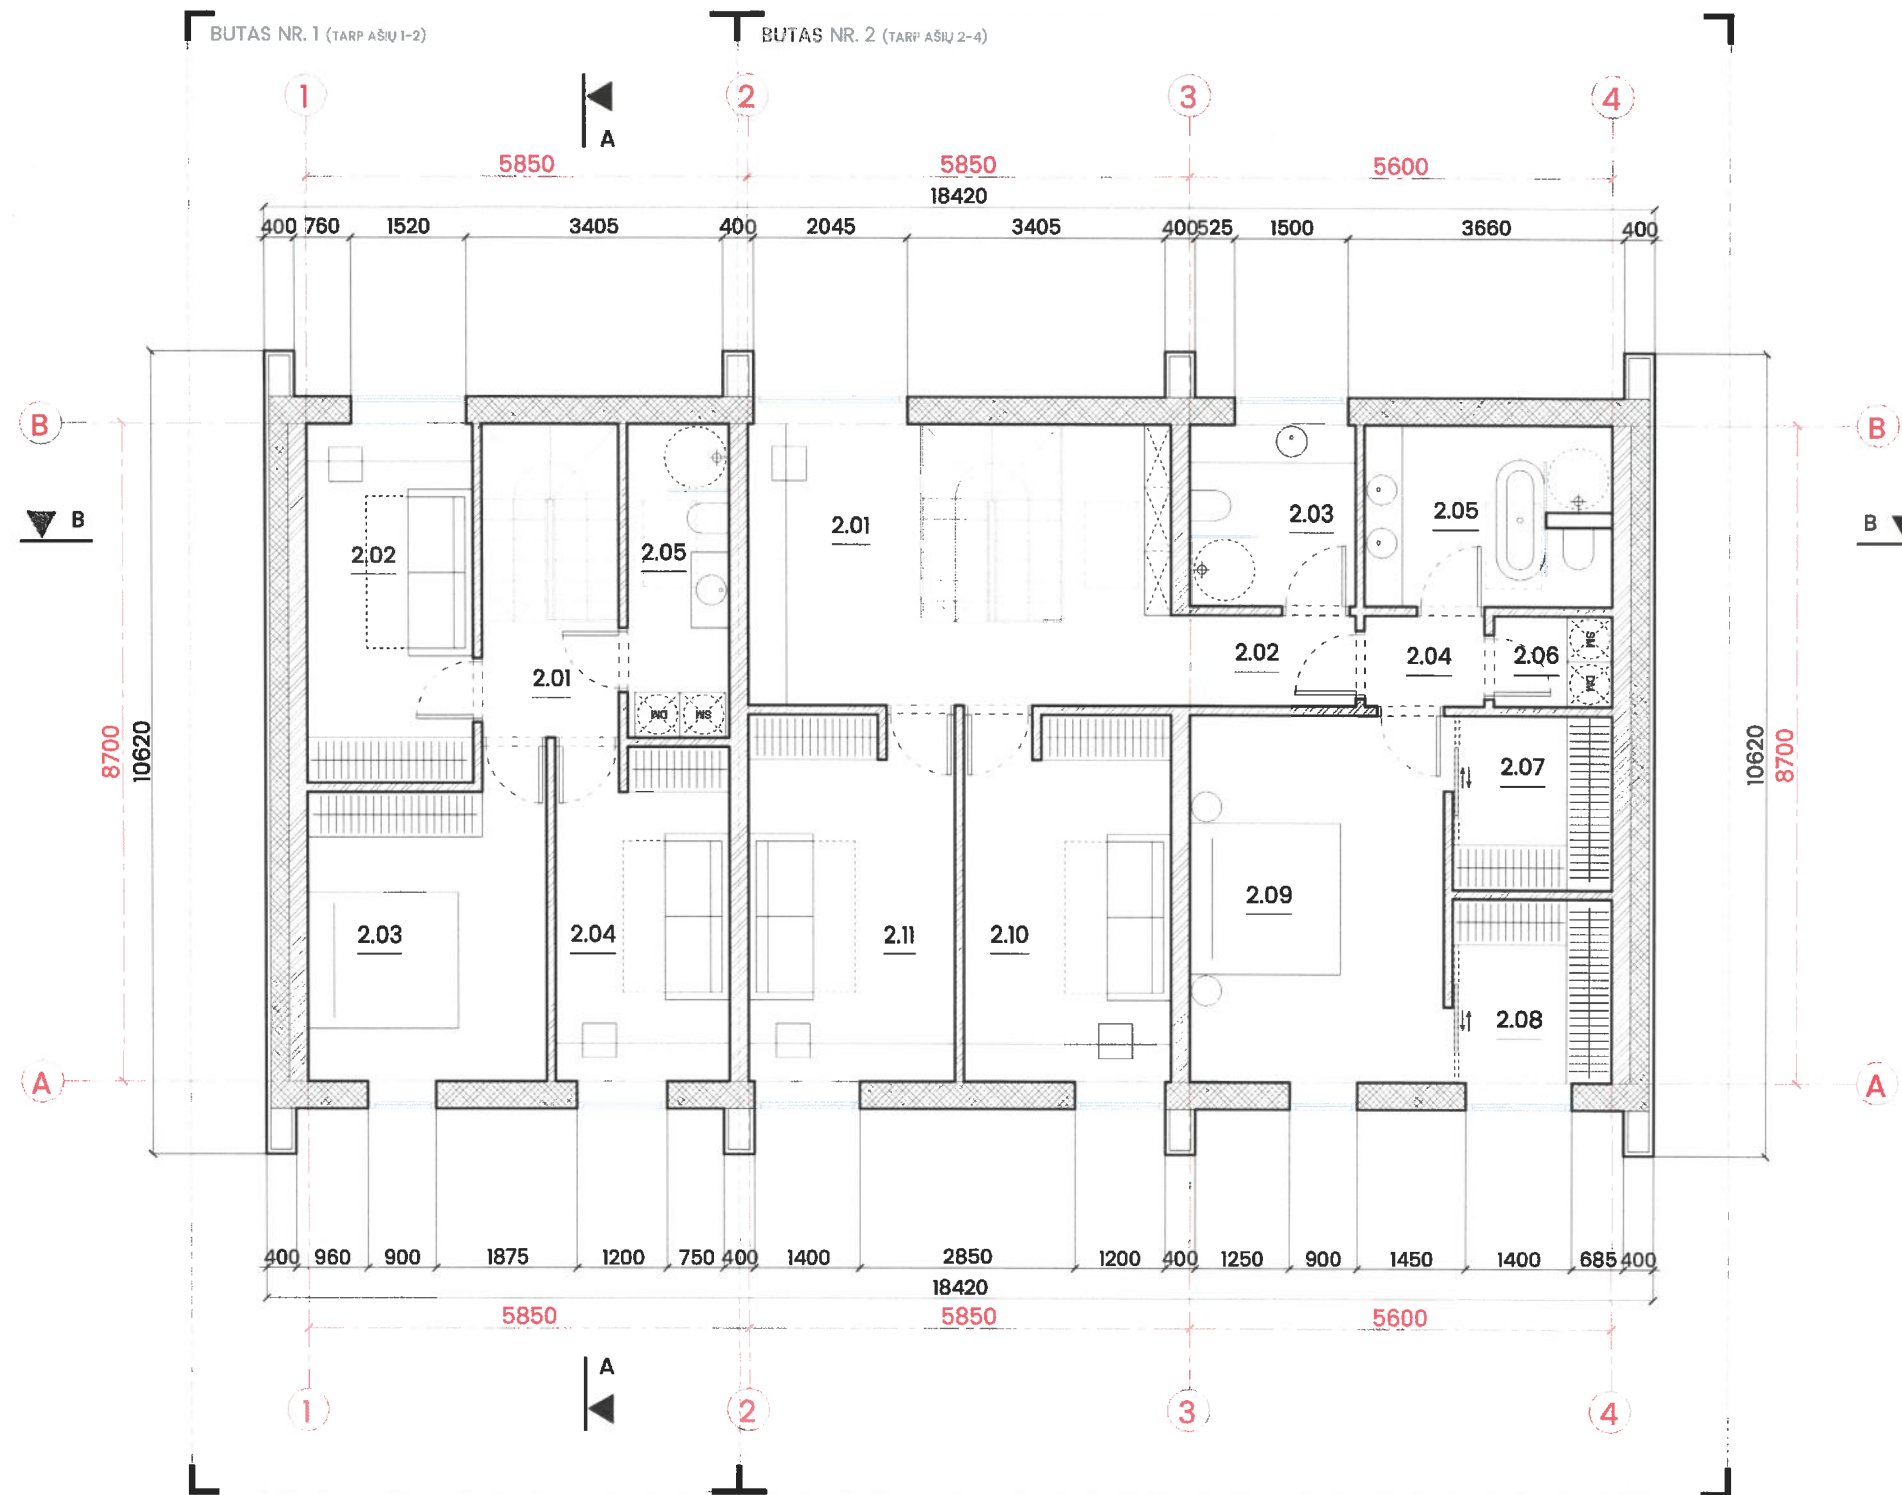 BUTAS NR. 1 (TARP AŠIŲ 1-2)
BUTAS NR. 2 (TARP AŠIŲ 2-4)
1 2 3 4
A
5850 5850 5600
18420
400 760 1520 3405 400 2045 3405 400 525 1500 3660 400
B B
B B
2.02 2.05 2.01 2.03 2.05
2.01 2.02 2.04 2.06
SM
DM
DM SM
8700 10620 10620 8700
2.07
2.09
2.03 2.04 2.11 2.10
2.08
A A
400 960 900 1875 1200 750 400 1400 2850 1200 400 1250 900 1450 1400 685 400
18420
5850 5850 5600
A
1 2 3 4